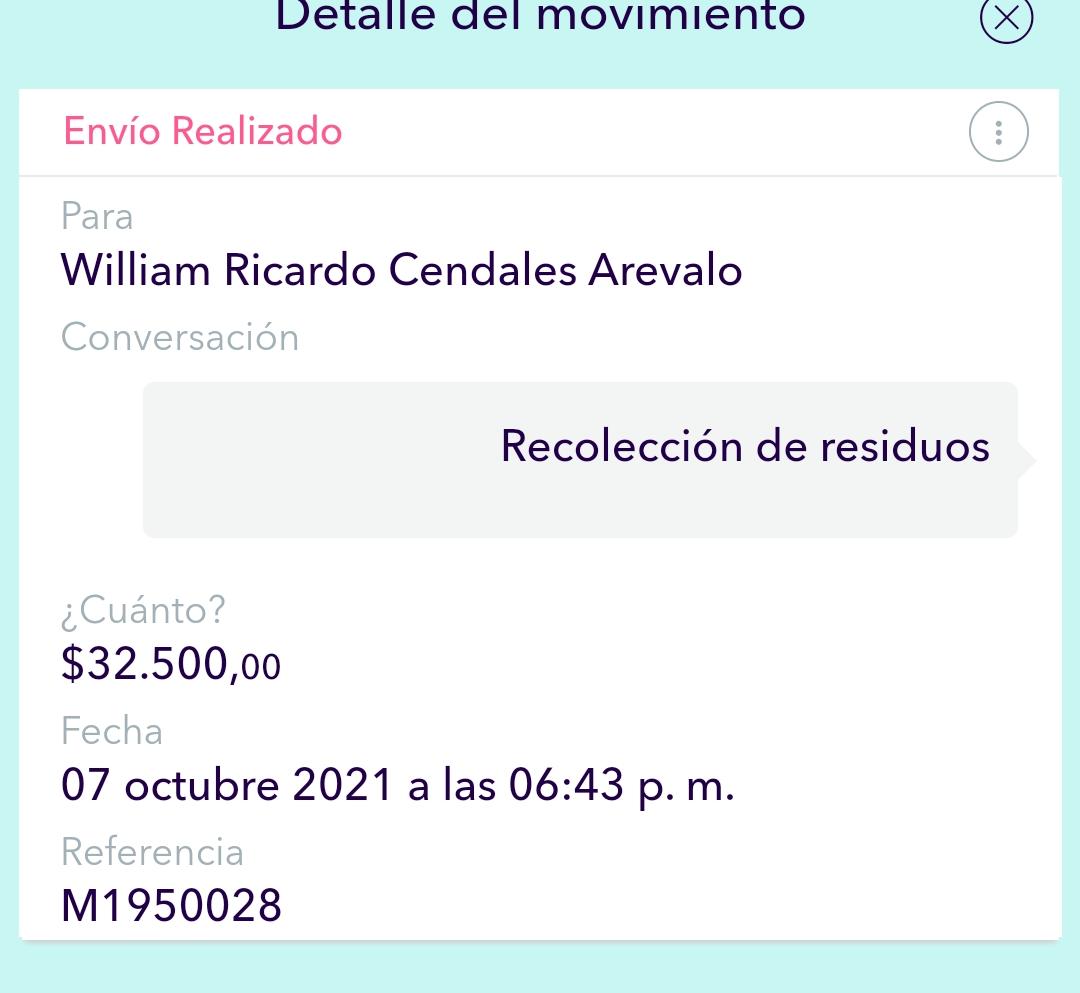 Detalle del movimiento
Envío Realizado
Para
William Ricardo Cendales Arevalo
Conversación
Recolección de residuos
¿Cuánto?
$32.500,00
Fecha
07 octubre 2021 a las 06:43 p. m.
Referencia
M1950028